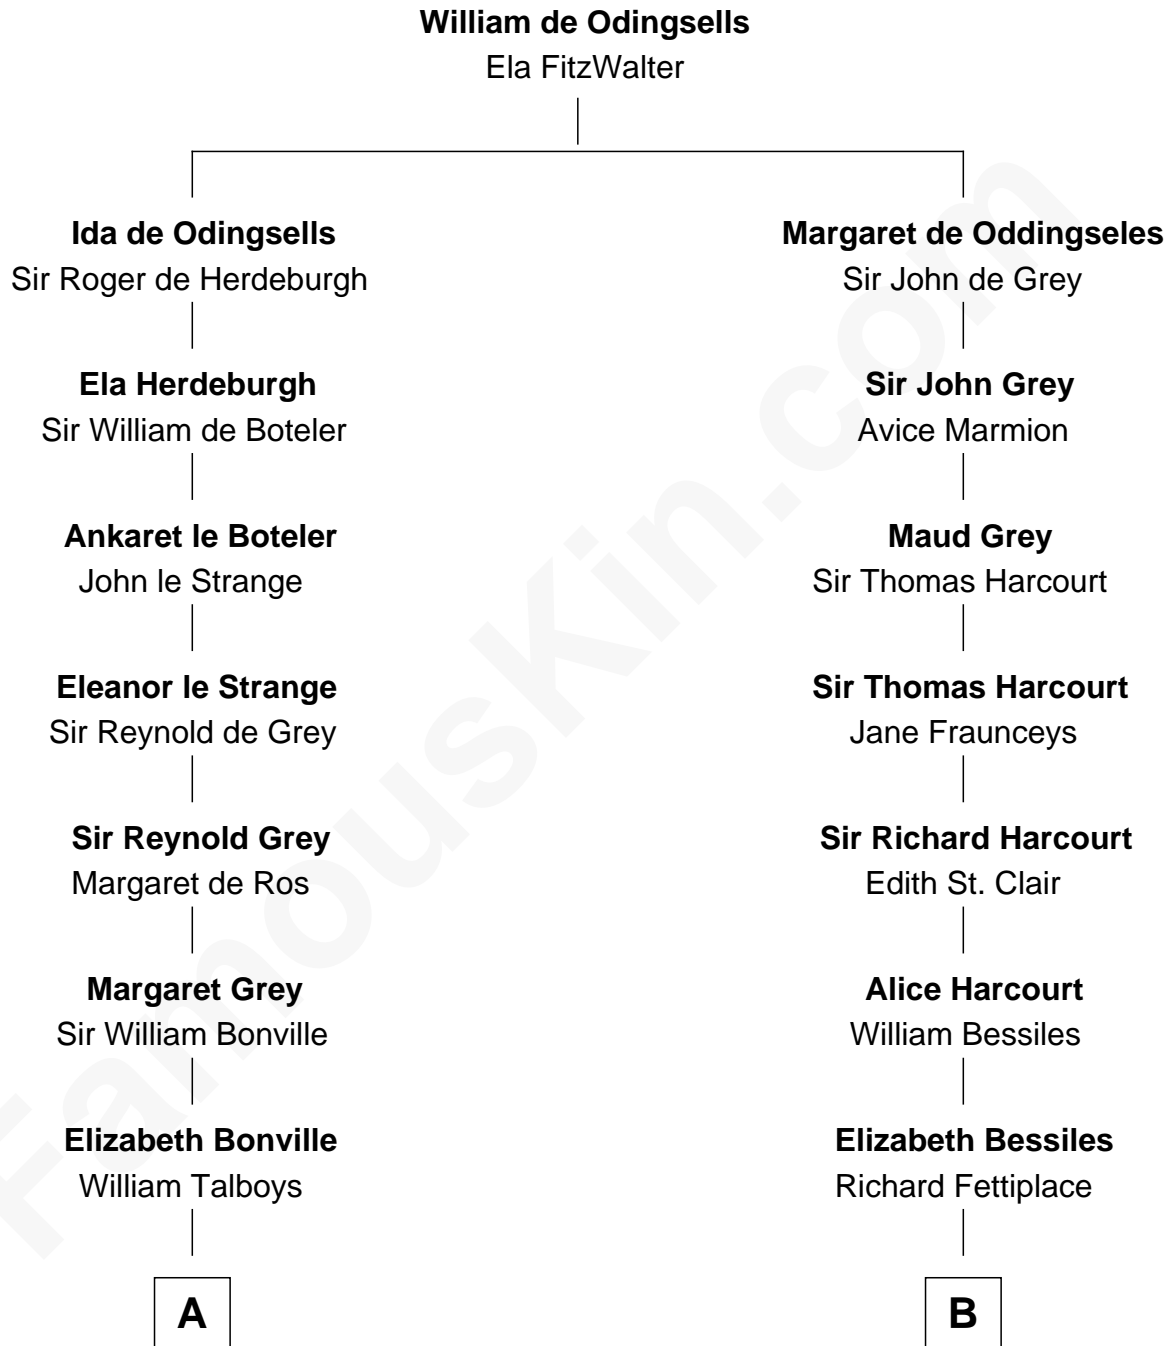 William de Odingsells
Ela FitzWalter
Ida de Odingsells
Sir Roger de Herdeburgh
Margaret de Oddingseles
Sir John de Grey
Ela Herdeburgh
Sir William de Boteler
Sir John Grey
Avice Marmion
Ankaret le Boteler
John le Strange
Maud Grey
Sir Thomas Harcourt
Eleanor le Strange
Sir Reynold de Grey
Sir Thomas Harcourt
Jane Fraunceys
Sir Reynold Grey
Margaret de Ros
Sir Richard Harcourt
Edith St. Clair
Margaret Grey
Sir William Bonville
Alice Harcourt
William Bessiles
Elizabeth Bonville
William Talboys
Elizabeth Bessiles
Richard Fettiplace
A
B
FamousKin.com